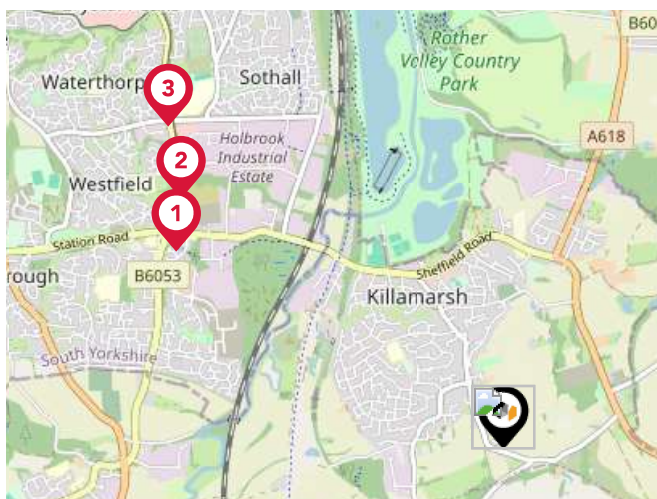 Rother
Valley Country
Park
B60
Waterthorp
Sothall
3
A618
Holbrook
Industrial
Estate
2
Westfield
1
Station Road
Sheffield Road
rough
B6053
Killamarsh
South Yorkshire